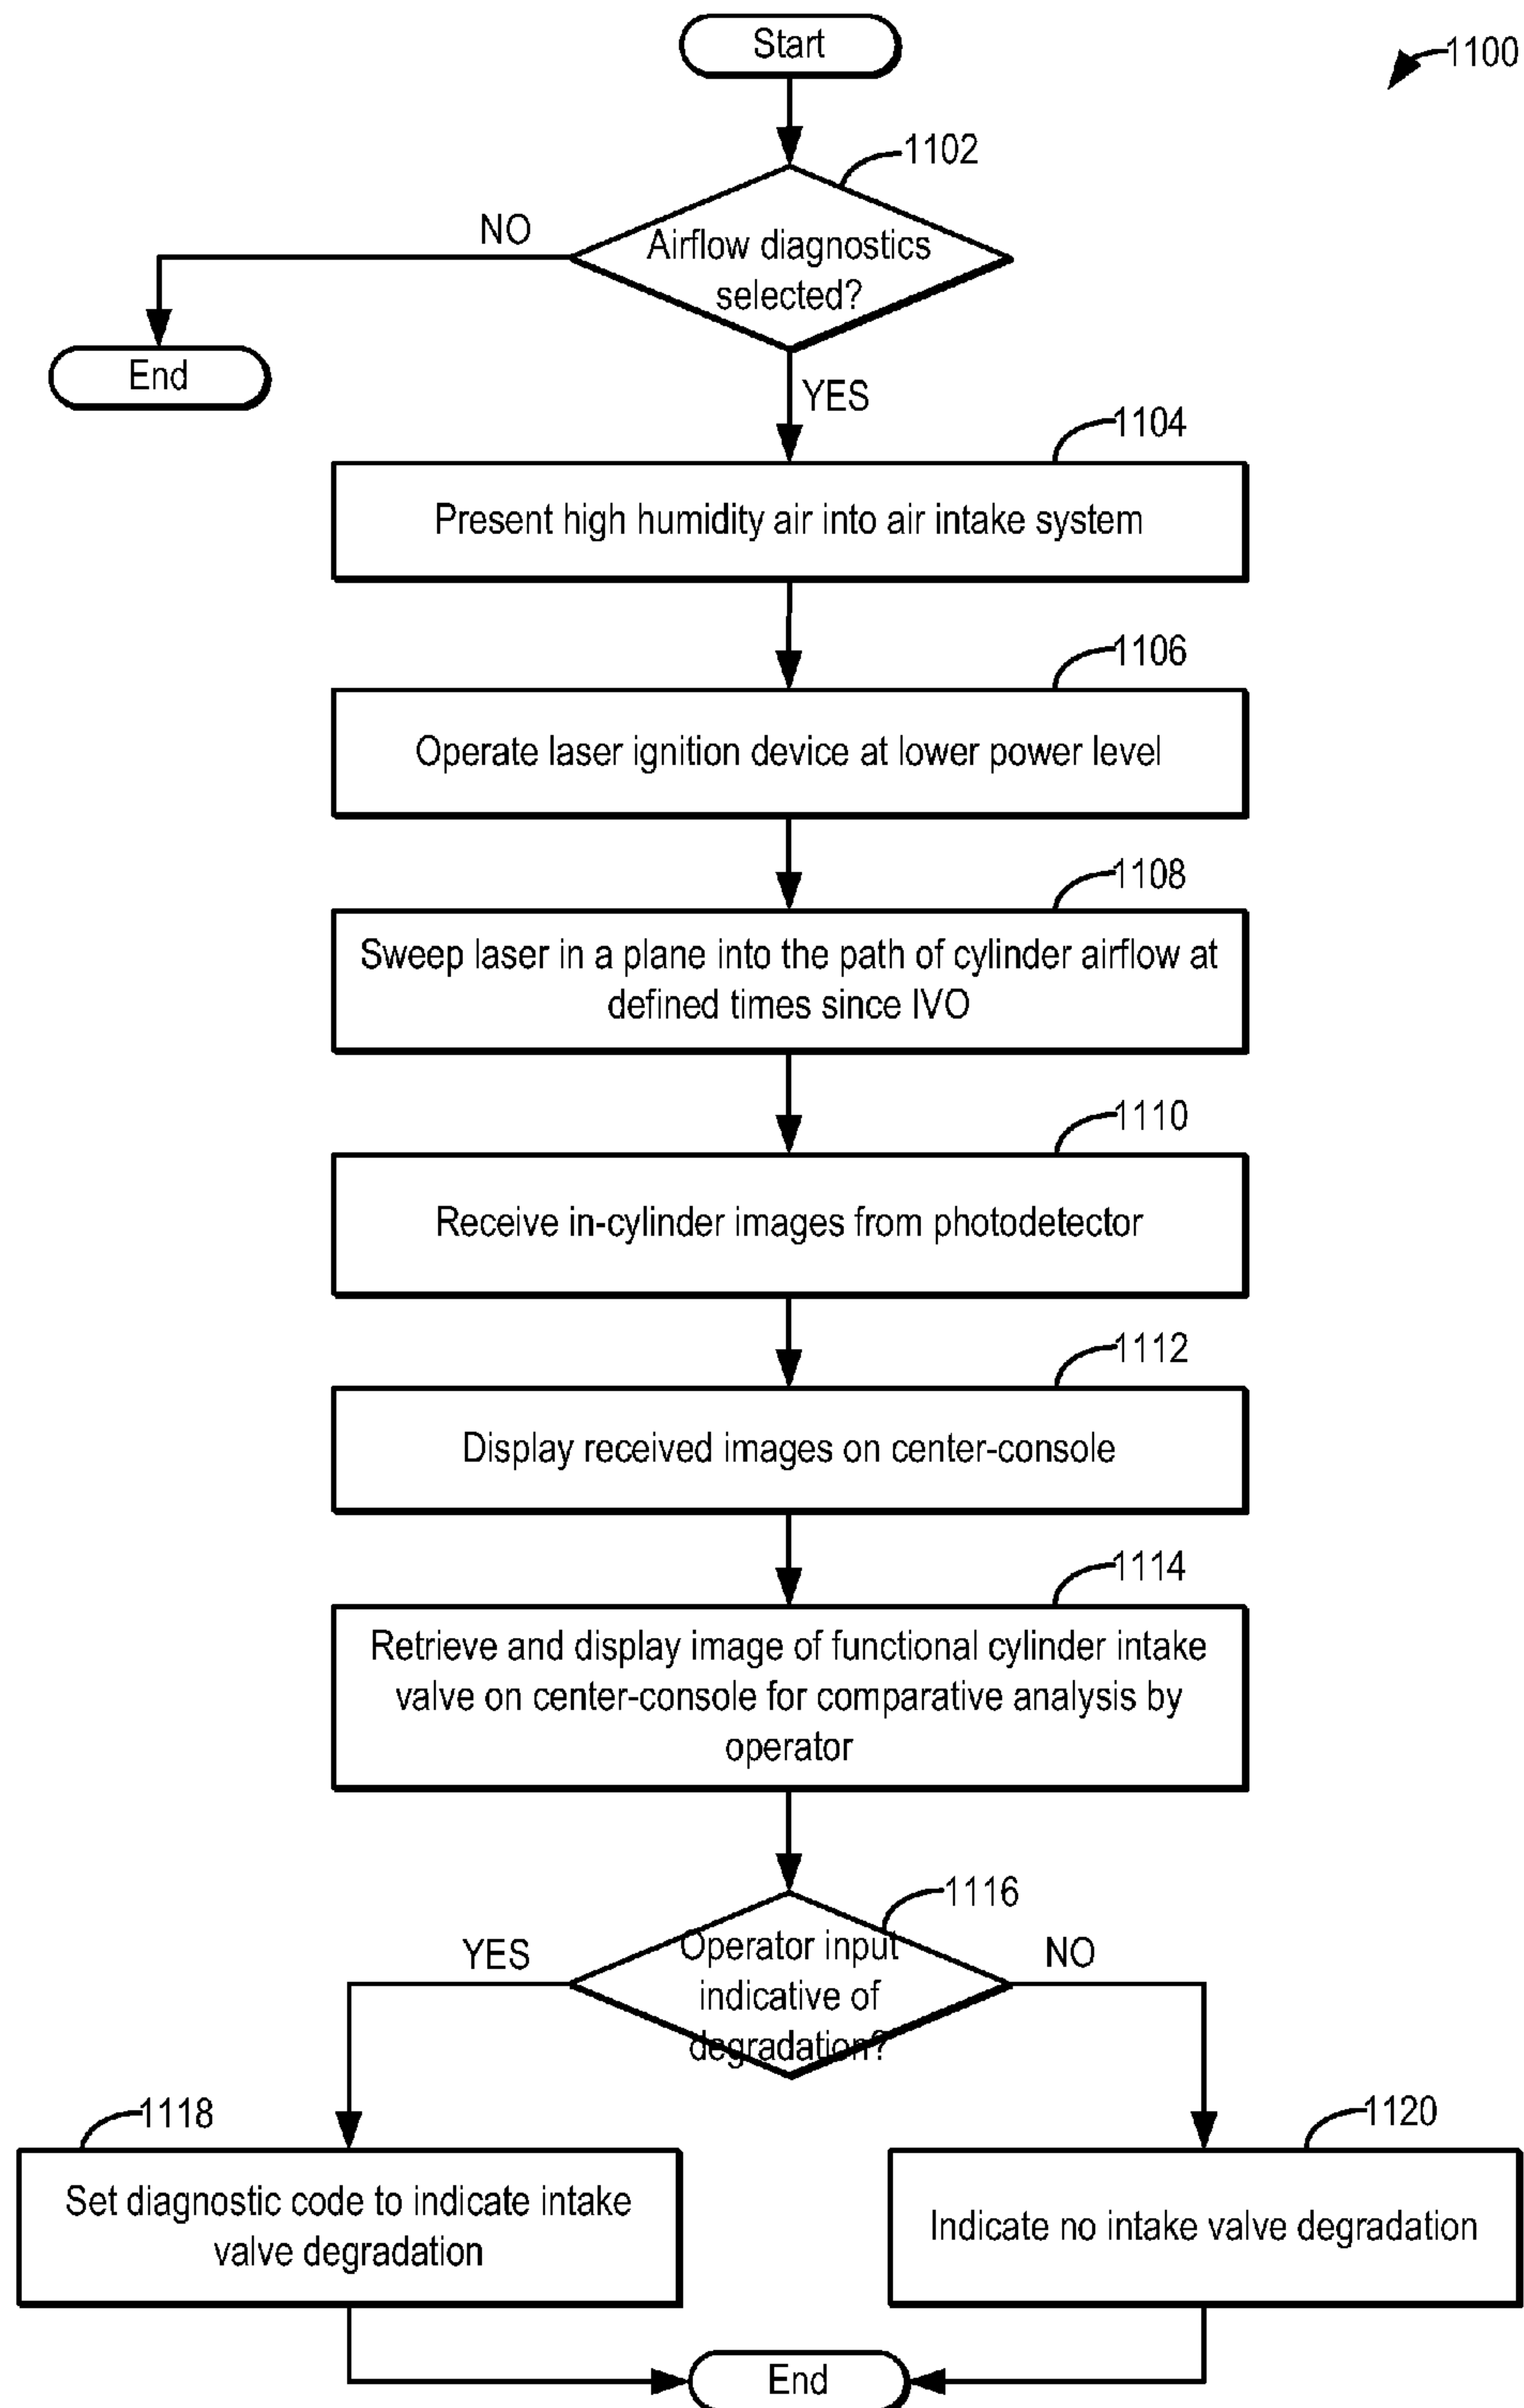 Start
1100
1102
NO
Airflow diagnostics
selected?
End
YES
1104
Present high humidity air into air intake system
1106
Operate laser ignition device at lower power level
1108
Sweep laser in a plane into the path of cylinder airflow at
defined times since IVO
1110
Receive in-cylinder images from photodetector
1112
Display received images on center-console
1114
Retrieve and display image of functional cylinder intake
valve on center-console for comparative analysis by
operator
1116
YES
Operator input
indicative of
degradation?
NO
1118
Set diagnostic code to indicate intake
valve degradation
1120
Indicate no intake valve degradation
End